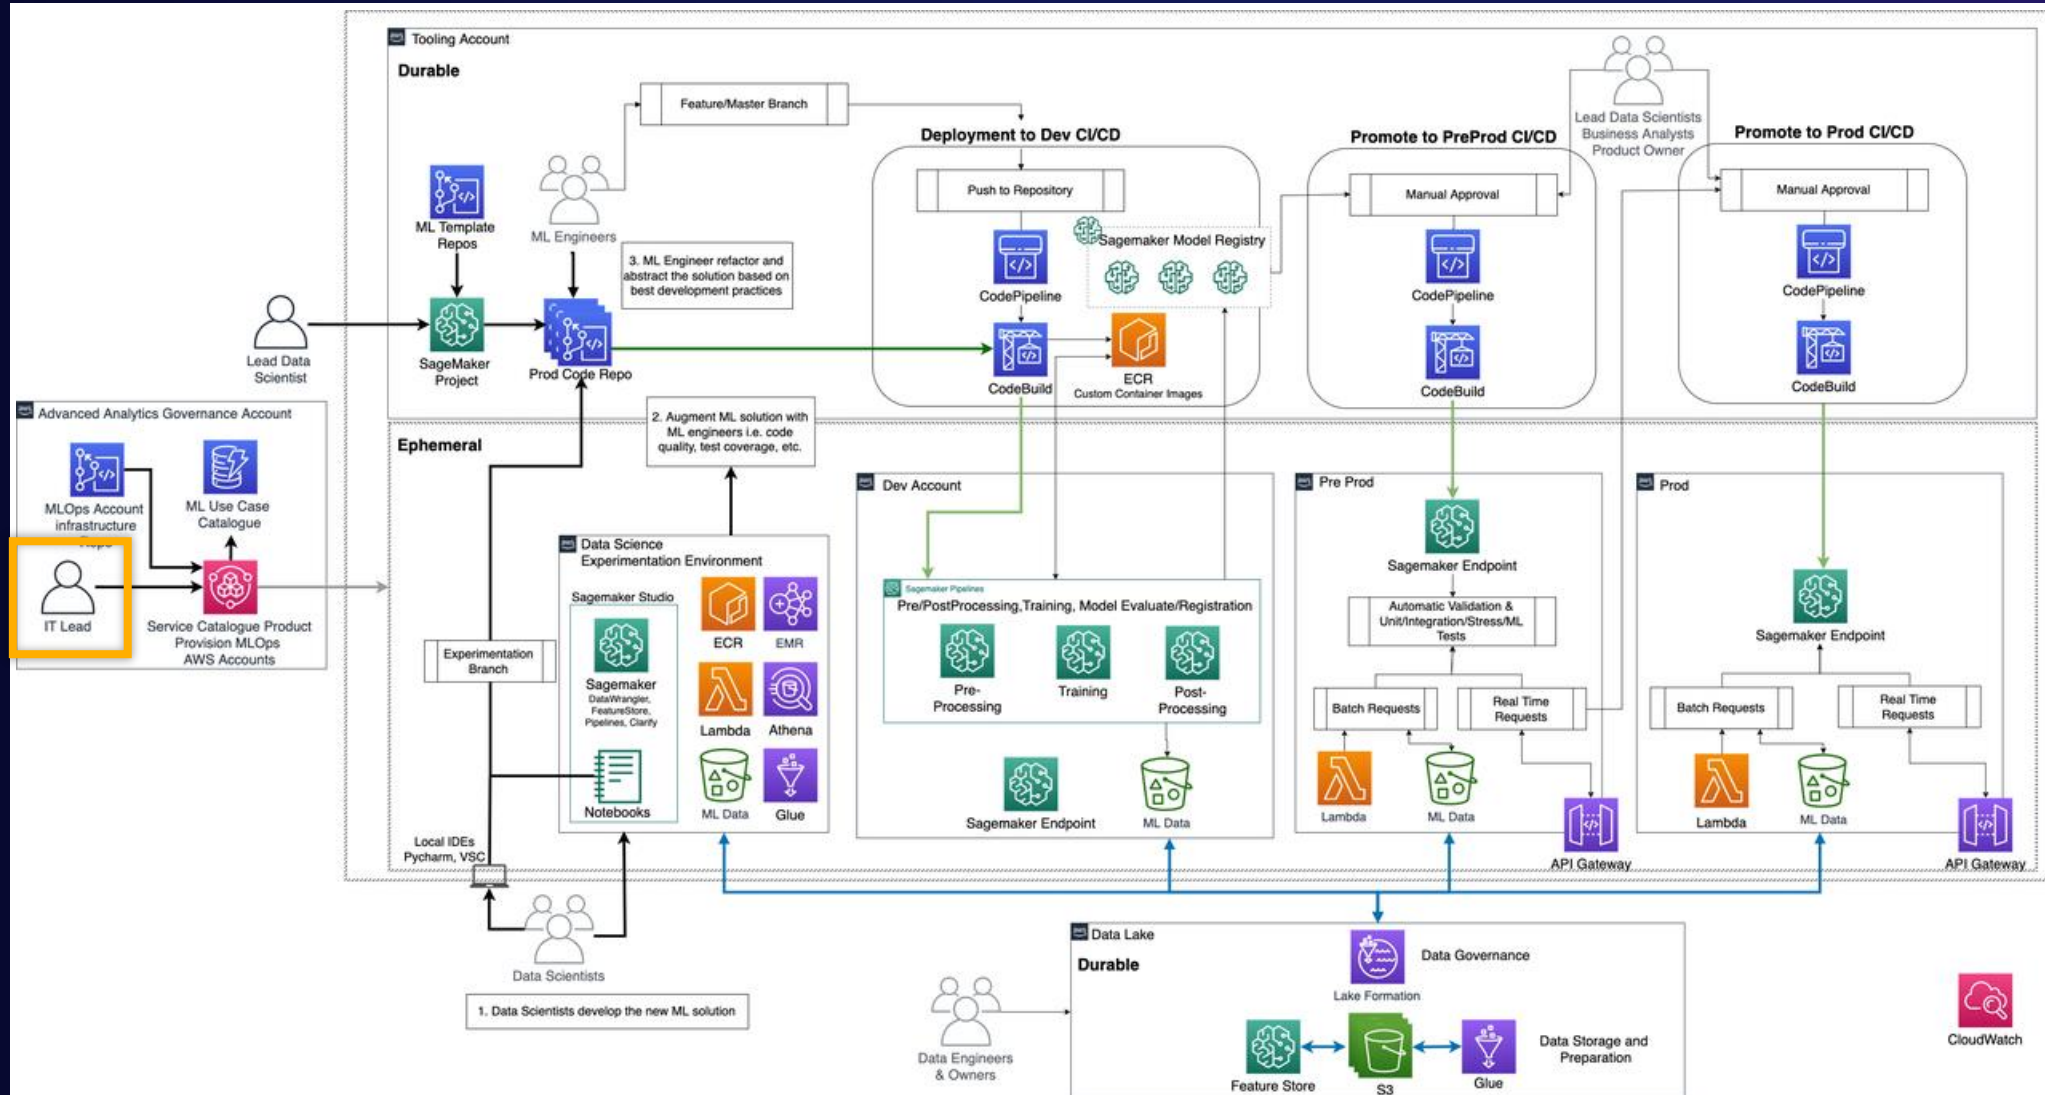 Tooling Account
Durable
Feature/Master Branch
Lead Data Scientists
Business Analysts
Product Owner
Deployment to Dev CI/CD
Promote to PreProd CI/CD
Promote to Prod CI/CD
Push to Repository
Manual Approval
Manual Approval
ML Template
Repos
ML Engineers
3. ML Engineer refactor and
abstract the solution based on
best development practices
Sagemaker Model Registry
CodePipeline
CodePipeline
CodePipeline
Lead Data
Scientist
SageMaker
Project
Prod Code Repo
CodeBuild
ECR
Custom Container Images
CodeBuild
CodeBuild
Advanced Analytics Governance Account
MLOps Account
infrastructure
ML Use Case
Catalogue
IT Lead
Service Catalogue Product
Provision MLOps
AWS Accounts
Ephemeral
2. Augment ML solution with
ML engineers i.e. code
quality, test coverage, etc.
Experimentation
Branch
Data Science
Experimentation Environment
Sagemaker Studio
Sagemaker
DataWrangler,
FeatureStore,
Pipelines, Clarify
Notebooks
ECR
EMR
Lambda
Athena
ML Data
Glue
Dev Account
Sagemaker Pipelines
Pre/PostProcessing,Training, Model Evaluate/Registration
Pre-
Processing
Training
Post-
Processing
Sagemaker Endpoint
ML Data
Pre Prod
Sagemaker Endpoint
Automatic Validation &
Unit/Integration/Stress/ML
Tests
Batch Requests
Real Time
Requests
Lambda
ML Data
API Gateway
Prod
Sagemaker Endpoint
Batch Requests
Real Time
Requests
Lambda
ML Data
API Gateway
Local IDEs
Pycharm, VSC
Data Scientists
1. Data Scientists develop the new ML solution
Data Engineers
& Owners
Data Lake
Durable
Data Governance
Lake Formation
Feature Store
S3
Glue
Data Storage and
Preparation
CloudWatch